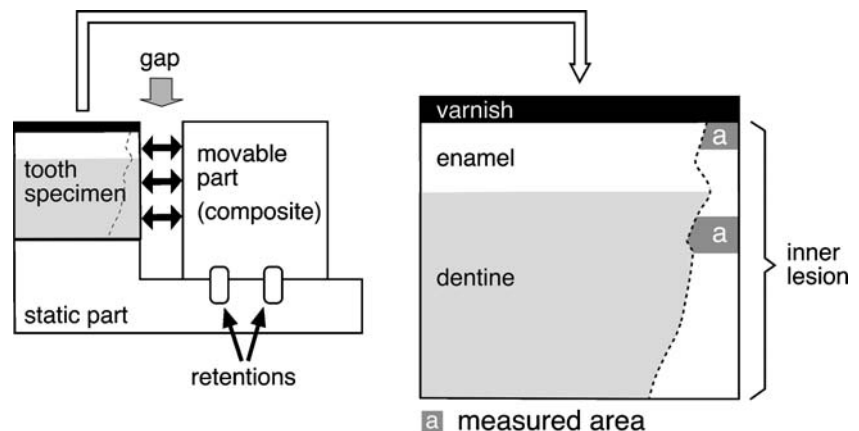 gap
tooth
specimen
movable
part
(composite)
static part
retentions
varnish
enamel
a
a
dentine
inner
lesion
a measured area